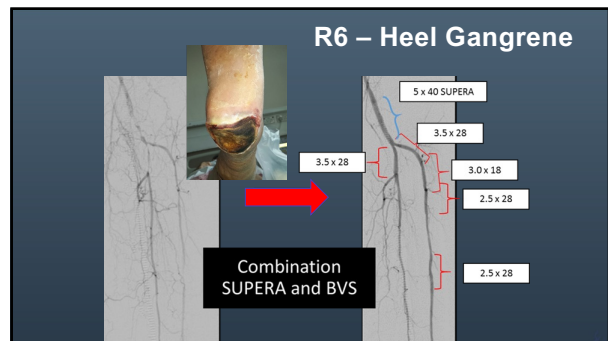 R6 – Heel Gangrene
5 x 40 SUPERA
3.5 x 28
3.5 x 28
3.0 x 18
2.5 x 28
2.5 x 28
Combination
SUPERA and BVS